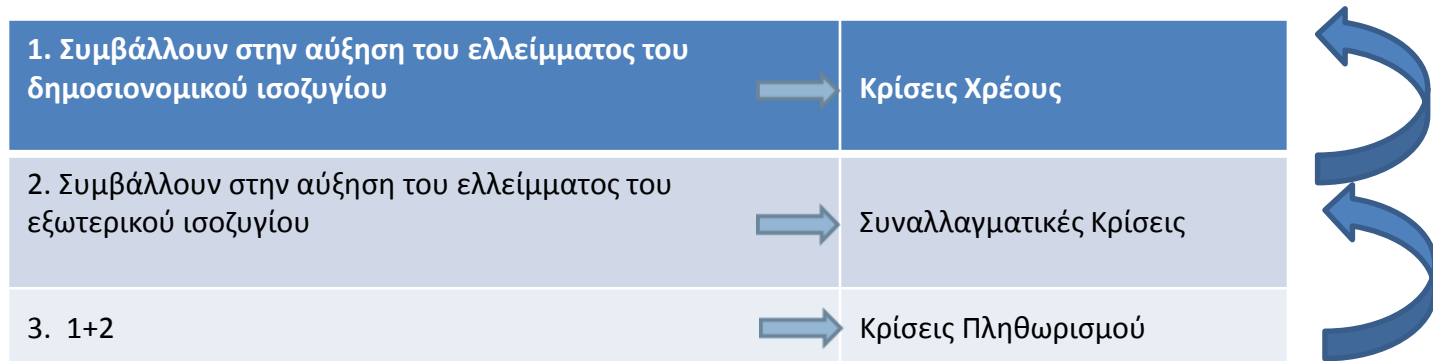 1. Συμβάλλουν στην αύξηση του ελλείμματος του
δημοσιονομικού ισοζυγίου
Κρίσεις Χρέους
2. Συμβάλλουν στην αύξηση του ελλείμματος του
εξωτερικού ισοζυγίου
Συναλλαγματικές Κρίσεις
3. 1+2
Κρίσεις Πληθωρισμού